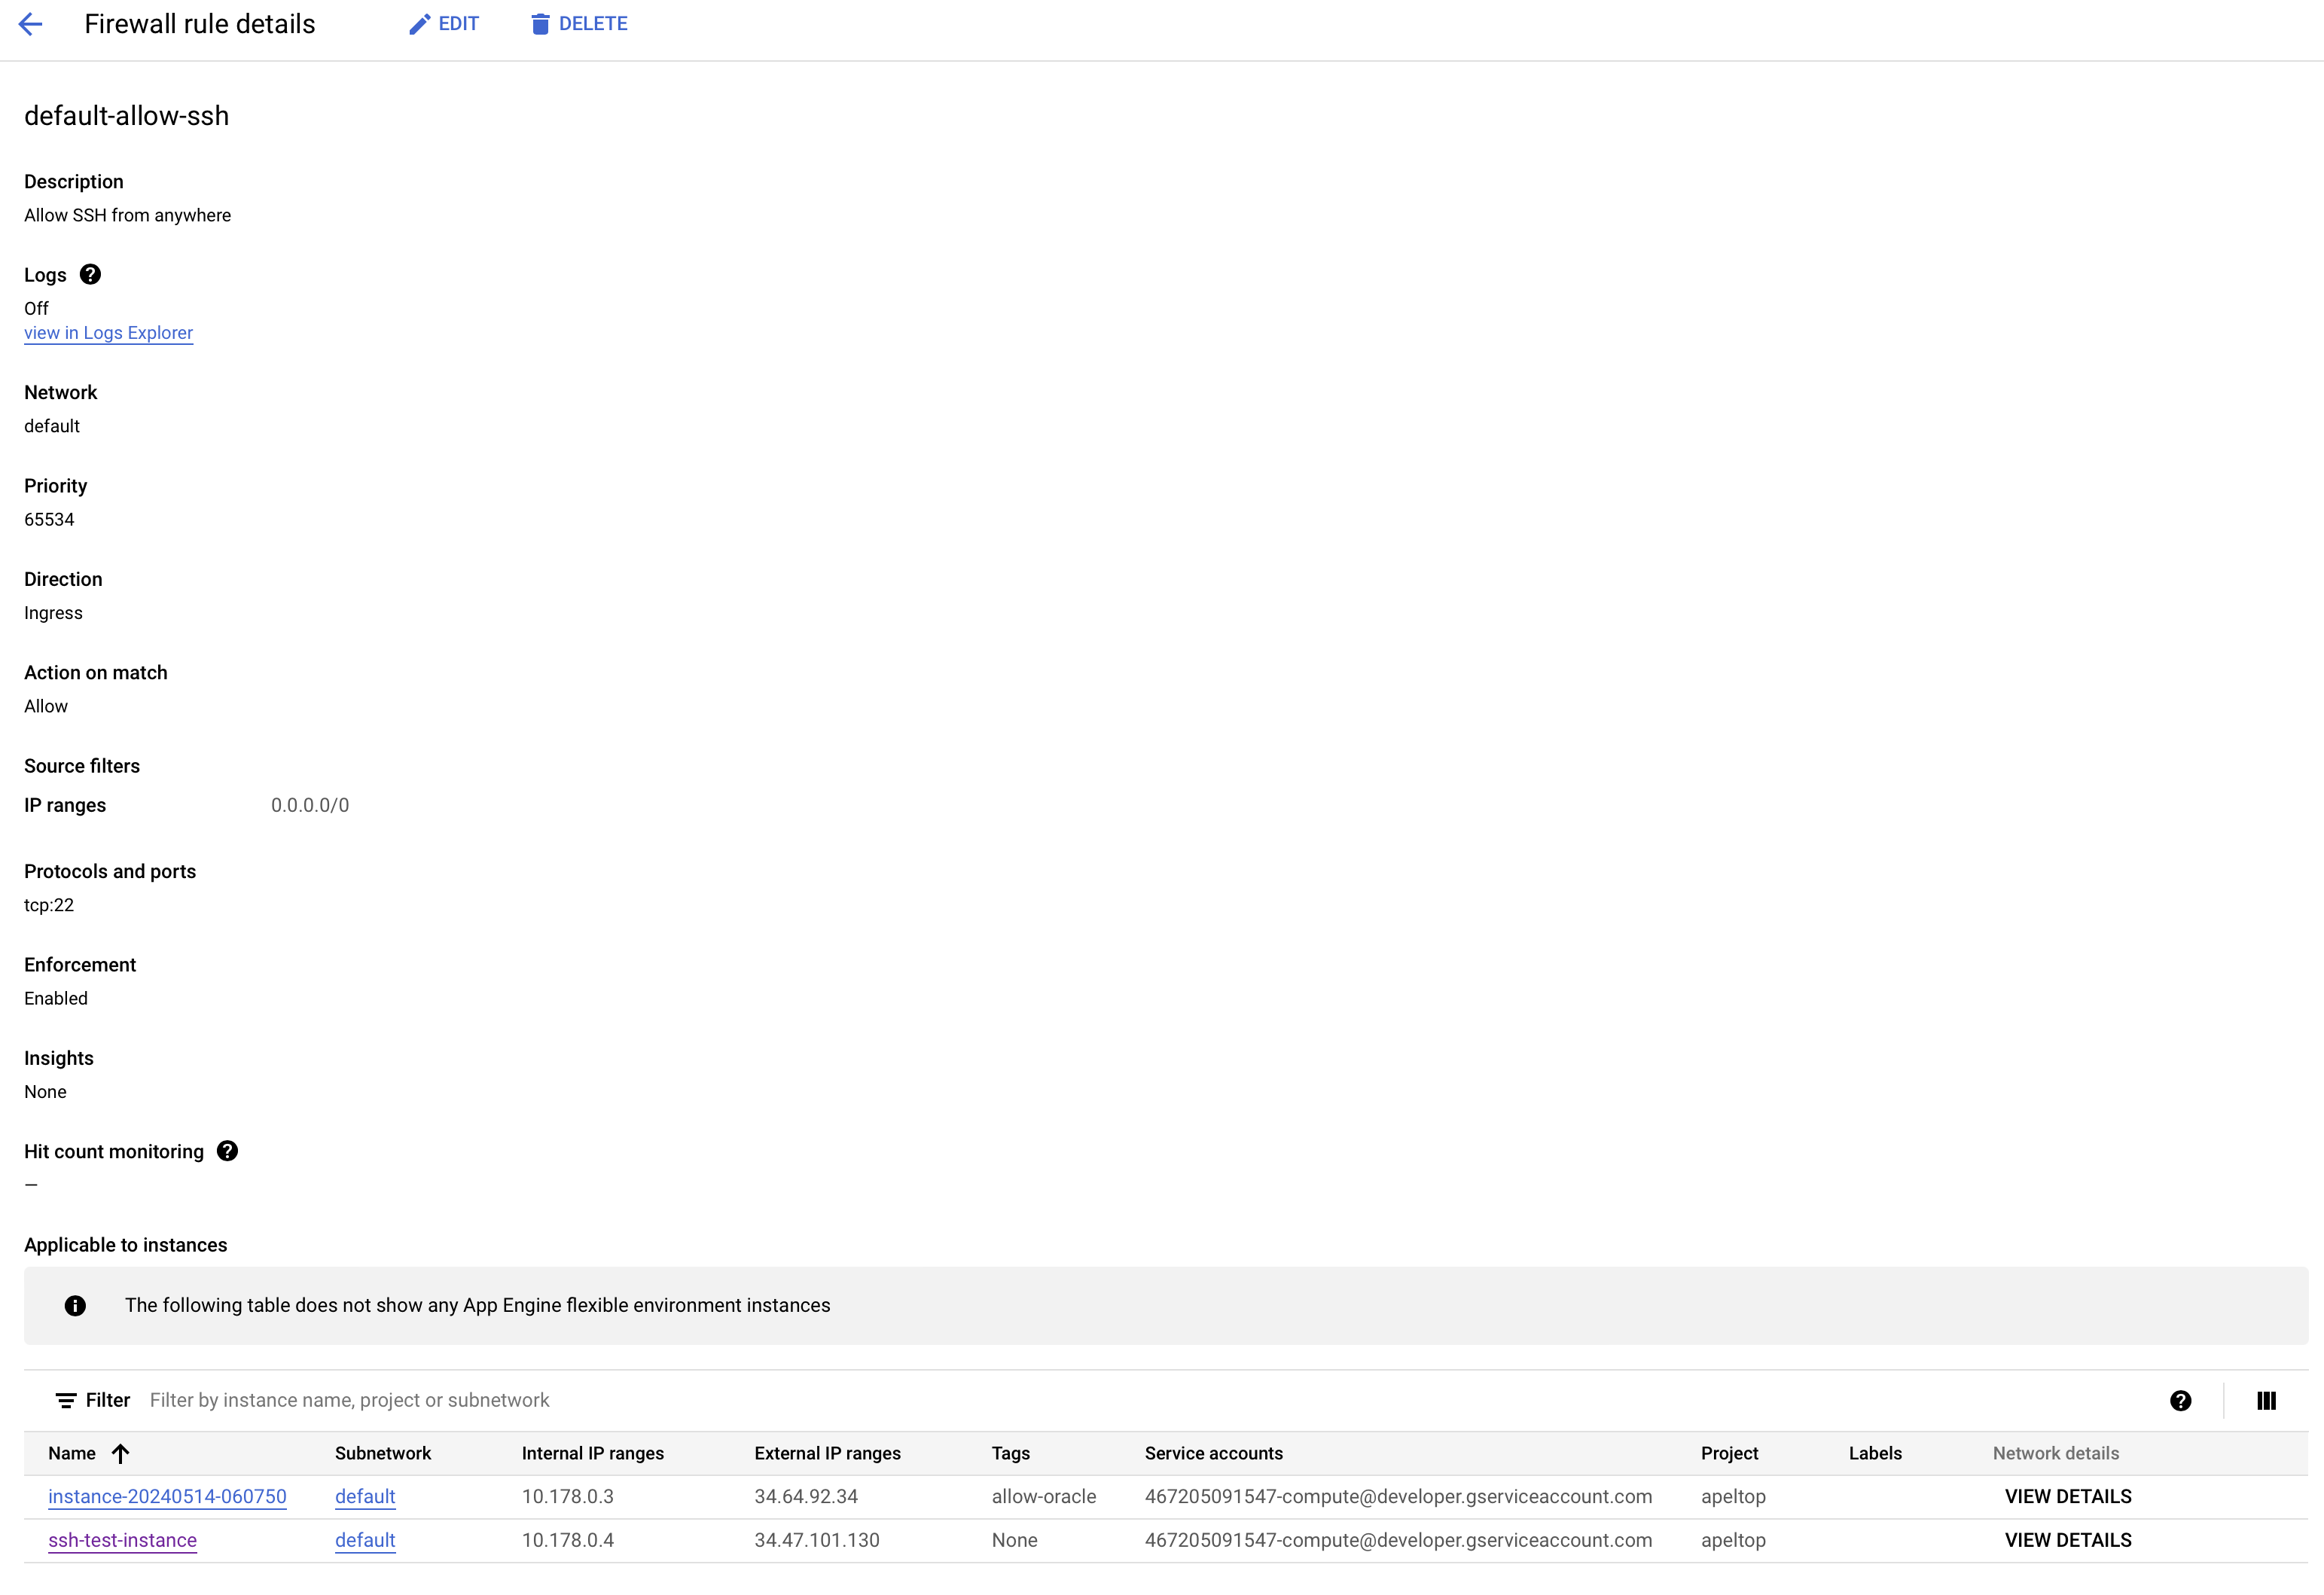 Firewall rule details EDIT DELETE
default-allow-ssh
Description
Allow SSH from anywhere
Logs
Off
view in Logs Explorer
Network
default
Priority
65534
Direction
Ingress
Action on match
Allow
Source filters
IP ranges 0.0.0.0/0
Protocols and ports
tcp:22
Enforcement
Enabled
Insights
None
Hit count monitoring
—
Applicable to instances
The following table does not show any App Engine flexible environment instances
Filter Filter by instance name, project or subnetwork
Name Subnetwork Internal IP ranges External IP ranges Tags Service accounts Project Labels Network details
instance-20240514-060750 default 10.178.0.3 34.64.92.34 allow-oracle 467205091547-compute@developer.gserviceaccount.com apeltop VIEW DETAILS
ssh-test-instance default 10.178.0.4 34.47.101.130 None 467205091547-compute@developer.gserviceaccount.com apeltop VIEW DETAILS